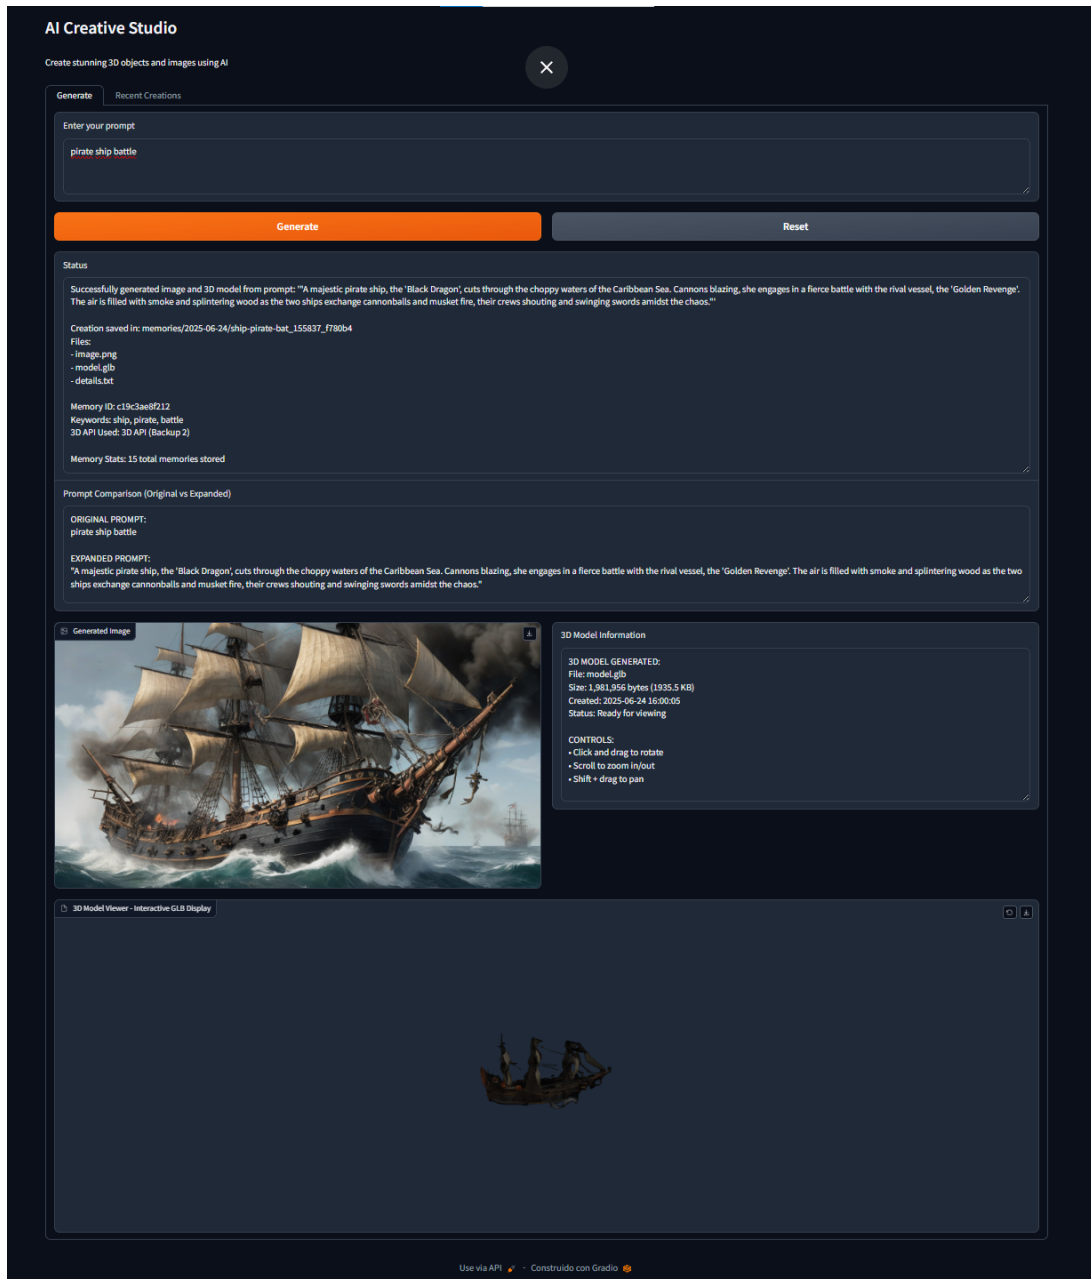 AI Creative Studio
Create stunning 3D objects and images using AI
Generate
Recent Creations
Enter your prompt
pirate ship battle
Generate
Reset
Status
Successfully generated image and 3D model from prompt: '"A majestic pirate ship, the 'Black Dragon', cuts through the choppy waters of the Caribbean Sea. Cannons blazing, she engages in a fierce battle with the rival vessel, the 'Golden Revenge'.
The air is filled with smoke and splintering wood as the two ships exchange cannonballs and musket fire, their crews shouting and swinging swords amidst the chaos."'
Creation saved in: memories/2025-06-24/ship-pirate-bat_155837_f780b4
Files:
- image.png
- model.glb
- details.txt
Memory ID: c19c3ae8f212
Keywords: ship, pirate, battle
3D API Used: 3D API (Backup 2)
Memory Stats: 15 total memories stored
Prompt Comparison (Original vs Expanded)
ORIGINAL PROMPT:
pirate ship battle
EXPANDED PROMPT:
"A majestic pirate ship, the 'Black Dragon', cuts through the choppy waters of the Caribbean Sea. Cannons blazing, she engages in a fierce battle with the rival vessel, the 'Golden Revenge'. The air is filled with smoke and splintering wood as the two
ships exchange cannonballs and musket fire, their crews shouting and swinging swords amidst the chaos."
Generated Image
3D Model Information
3D MODEL GENERATED:
File: model.glb
Size: 1,981,956 bytes (1935.5 KB)
Created: 2025-06-24 16:00:05
Status: Ready for viewing
CONTROLS:
• Click and drag to rotate
• Scroll to zoom in/out
• Shift + drag to pan
3D Model Viewer - Interactive GLB Display
Use via API · Construido con Gradio